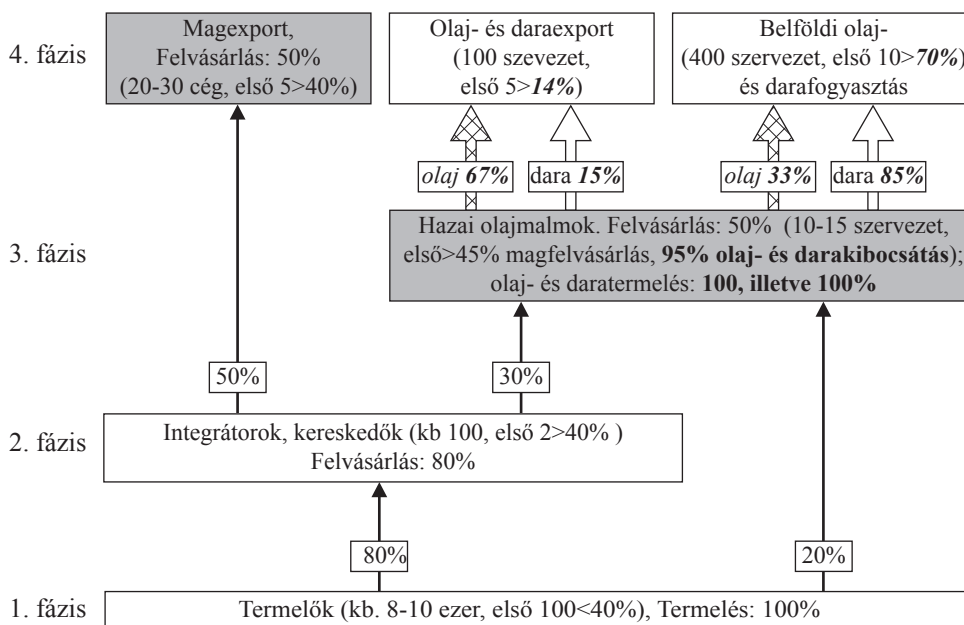 4. fázis
Magexport,
Felvásárlás: 50%
(20-30 cég, első 5>40%)
Olaj- és daraexport
(100 szevezet,
első 5>14%)
Belföldi olaj-
(400 szervezet, első 10>70%)
és darafogyasztás
olaj 67%
dara 15%
olaj 33%
dara 85%
3. fázis
Hazai olajmalmok. Felvásárlás: 50% (10-15 szervezet,
első>45% magfelvásárlás, 95% olaj- és darakibocsátás);
olaj- és daratermelés: 100, illetve 100%
50%
30%
2. fázis
Integrátorok, kereskedők (kb 100, első 2>40% )
Felvásárlás: 80%
80%
20%
1. fázis
Termelők (kb. 8-10 ezer, első 100<40%), Termelés: 100%